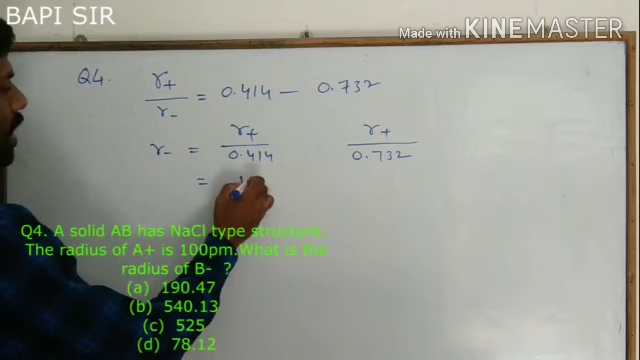 BAPI SIR
Made with KINEMASTER
Q4.
r+ / r- = 0.414 — 0.732
r- = r+ / 0.414    r+ / 0.732
=
Q4. A solid AB has NaCl type structure.
The radius of A+ is 100pm.What is the
radius of B- ?
(a) 190.47
(b) 540.13
(c) 525
(d) 78.12